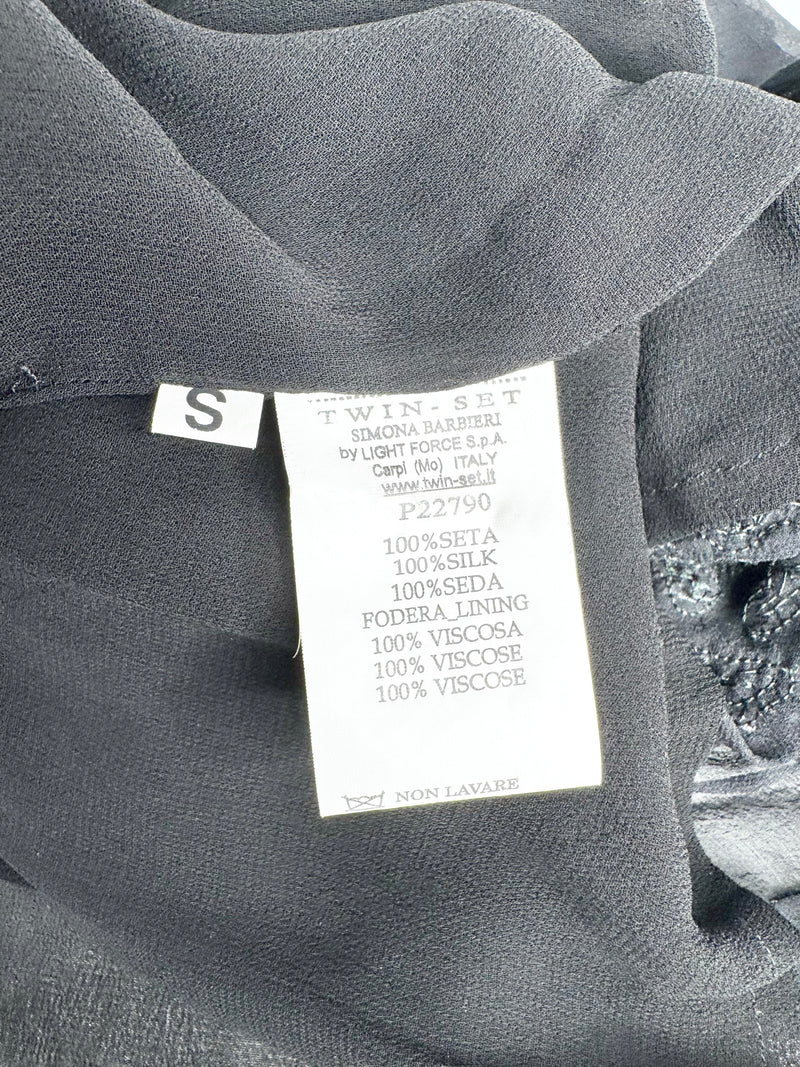 S
TWIN-SET
SIMONA BARBIERI
by LIGHT FORCE S.p.A.
Carpi (Mo) ITALY
www.twin-set.it
P22790
100%SETA
100%SILK
100%SEDA
FODERA_LINING
100% VISCOSA
100% VISCOSE
100% VISCOSE
NON LAVARE